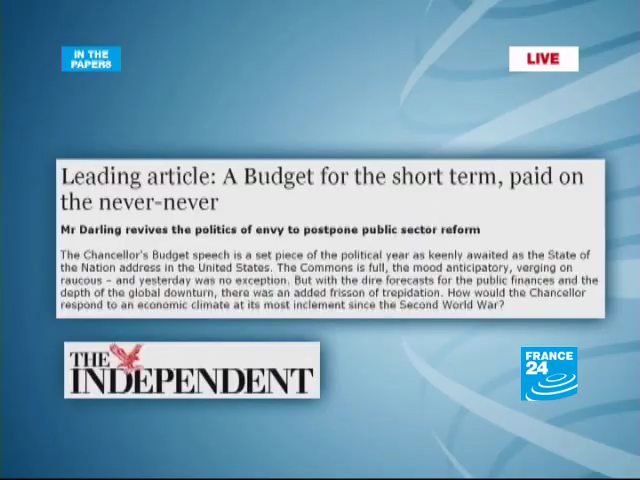 IN THE
PAPERS
LIVE
Leading article: A Budget for the short term, paid on
the never-never
Mr Darling revives the politics of envy to postpone public sector reform
The Chancellor's Budget speech is a set piece of the political year as keenly awaited as the State of
the Nation address in the United States. The Commons is full, the mood anticipatory, verging on
raucous – and yesterday was no exception. But with the dire forecasts for the public finances and the
depth of the global downturn, there was an added frisson of trepidation. How would the Chancellor
respond to an economic climate at its most inclement since the Second World War?
THE
INDEPENDENT
FRANCE
24